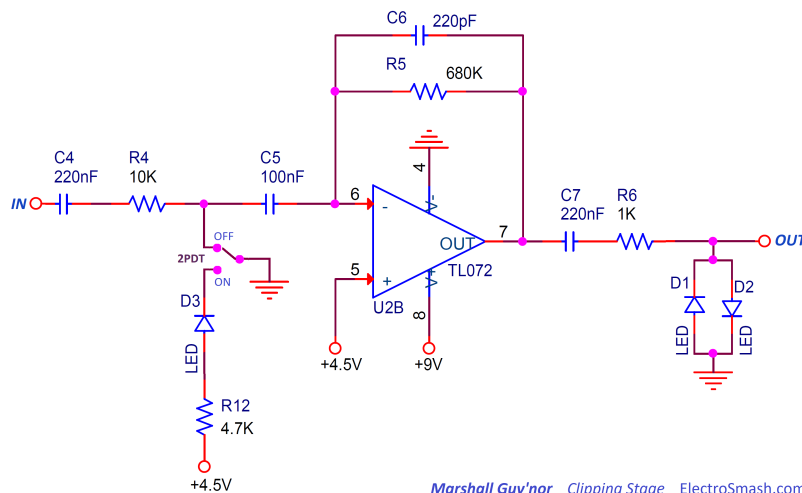 C6
220pF
R5
680K
C4
220nF
R4
10K
C5
100nF
IN
6
-
4
V-
7
OUT
TL072
C7
220nF
R6
1K
OUT
OFF
2PDT
ON
5
+
V+
U2B
8
+4.5V
+9V
D3
LED
R12
4.7K
+4.5V
D1
D2
LED
LED
Marshall Guv'nor Clipping Stage ElectroSmash.com